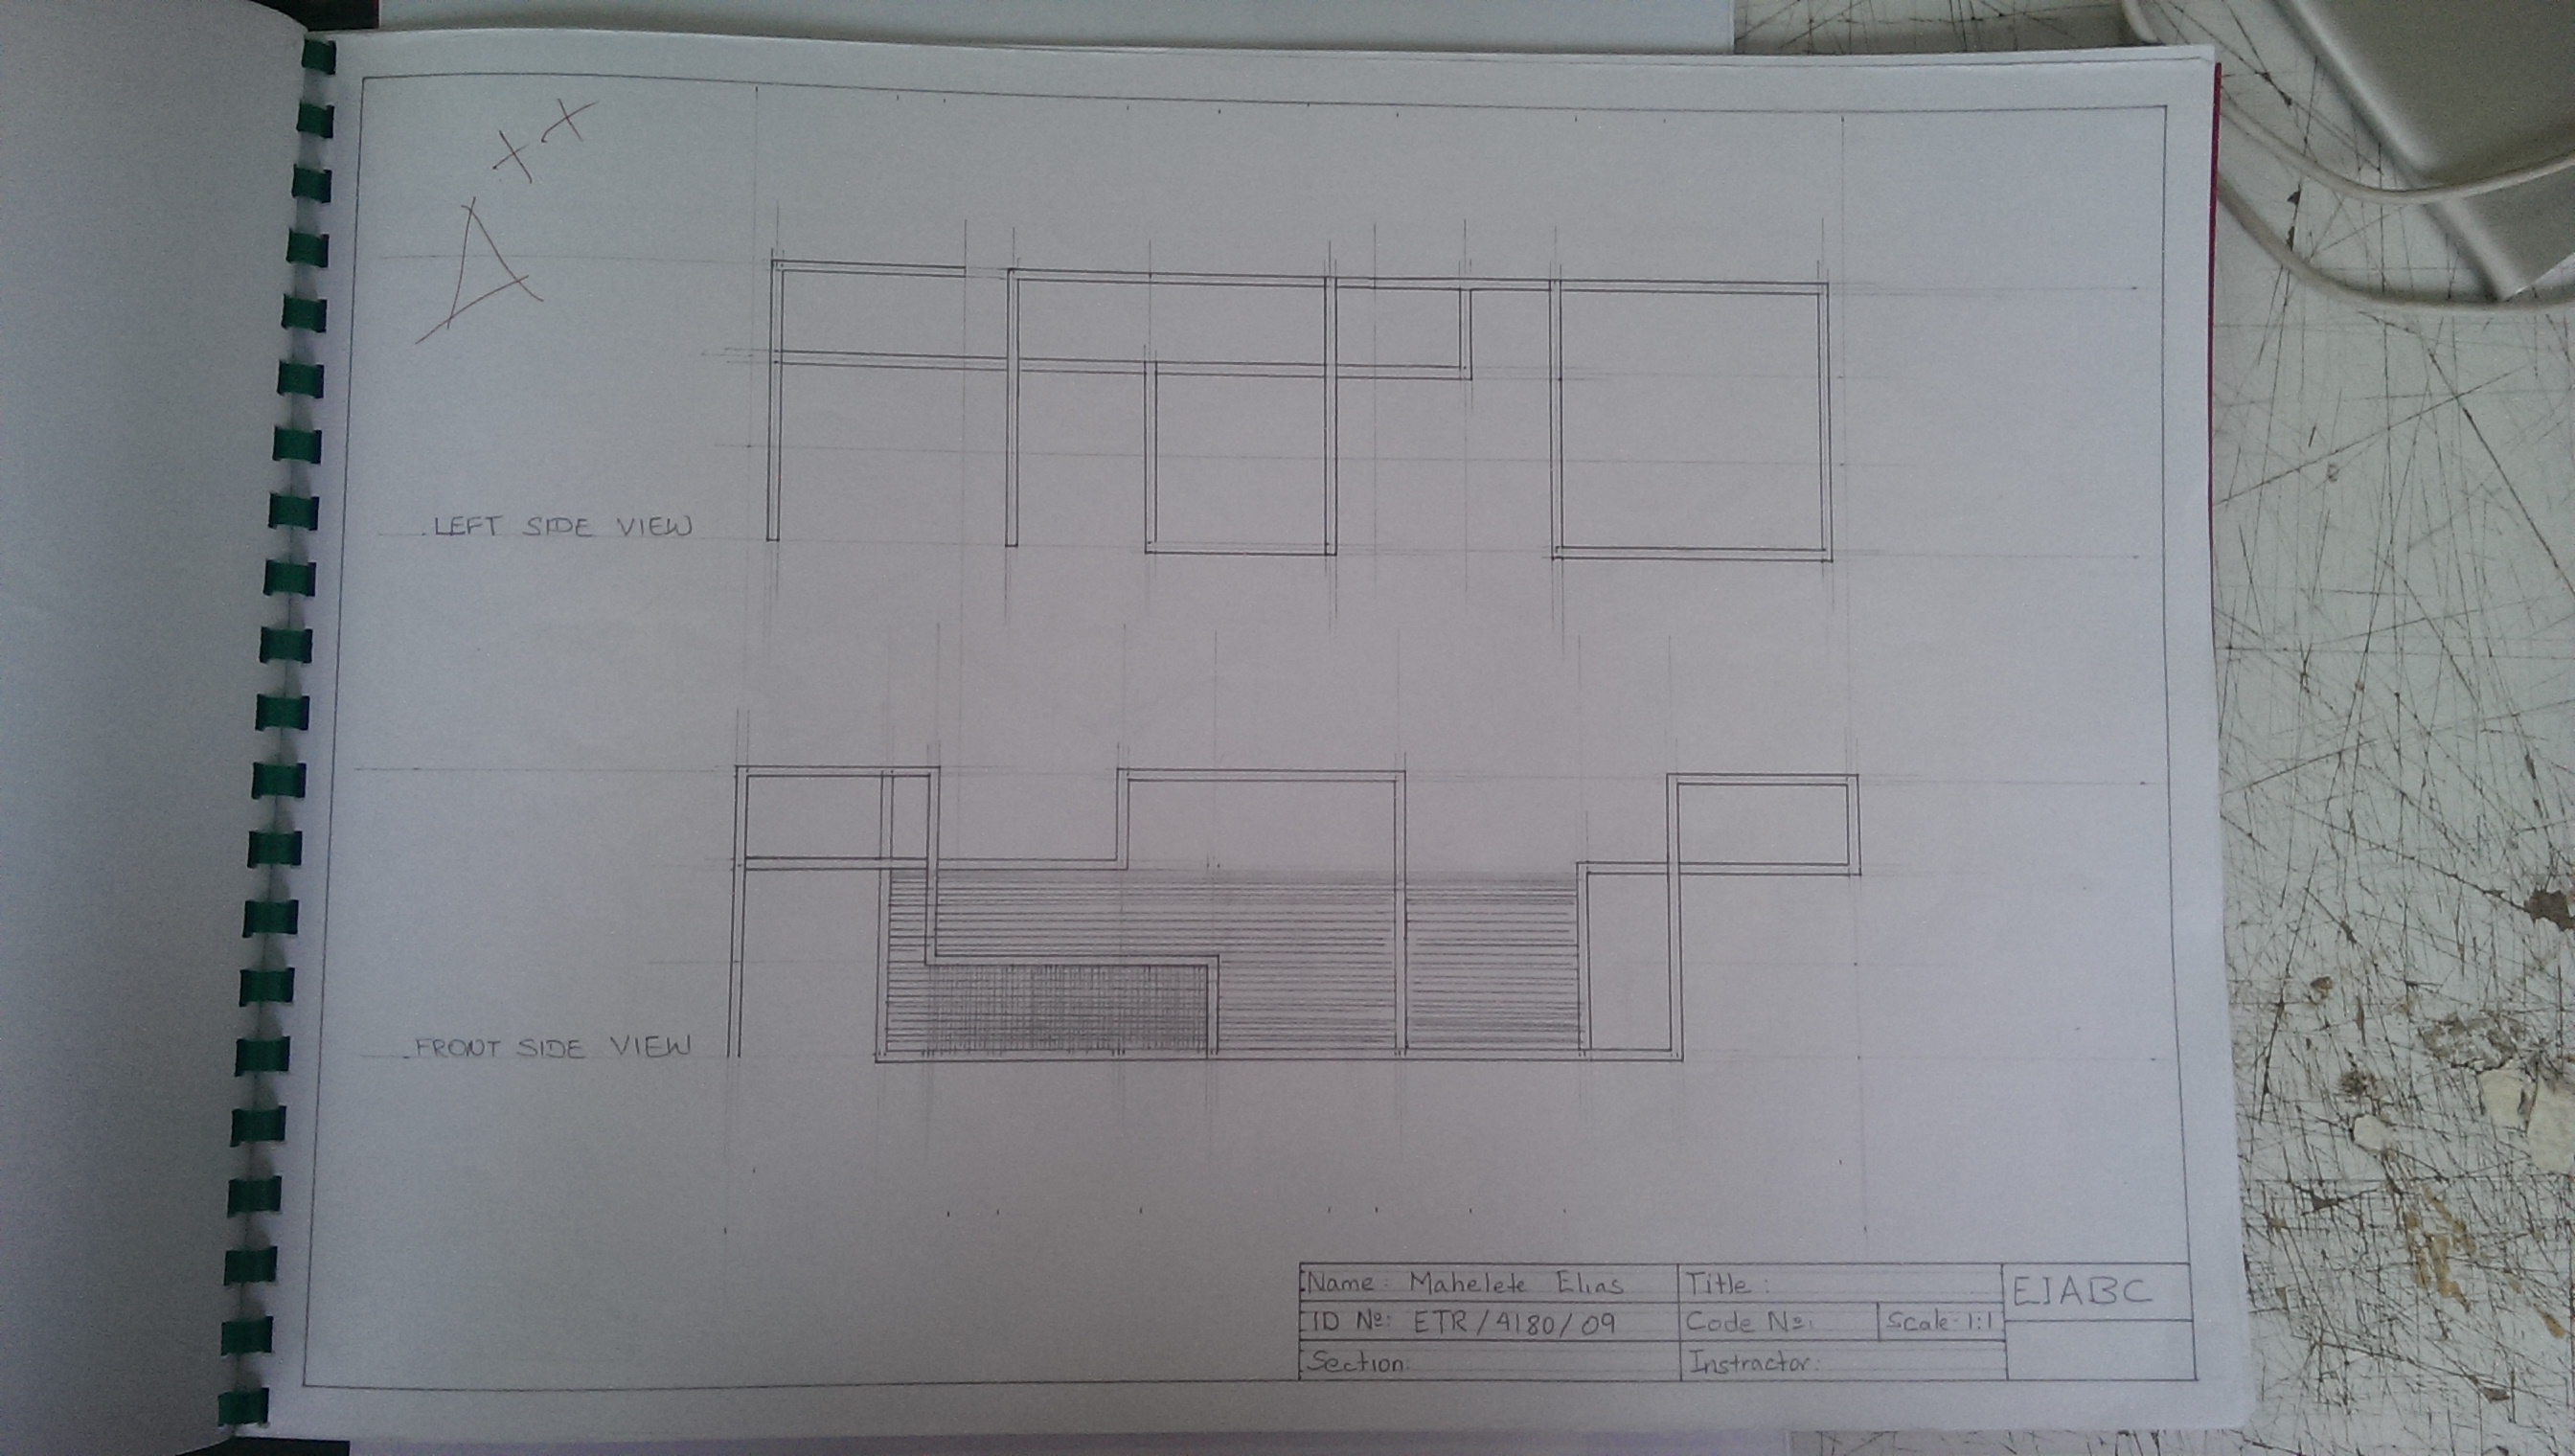 A++
LEFT SIDE VIEW
FRONT SIDE VIEW
Name: Mahelete Elias
Title:
EIABC
ID Nº: ETR/4180/09
Code Nº:
Scale-1:1
Section:
Instractor: